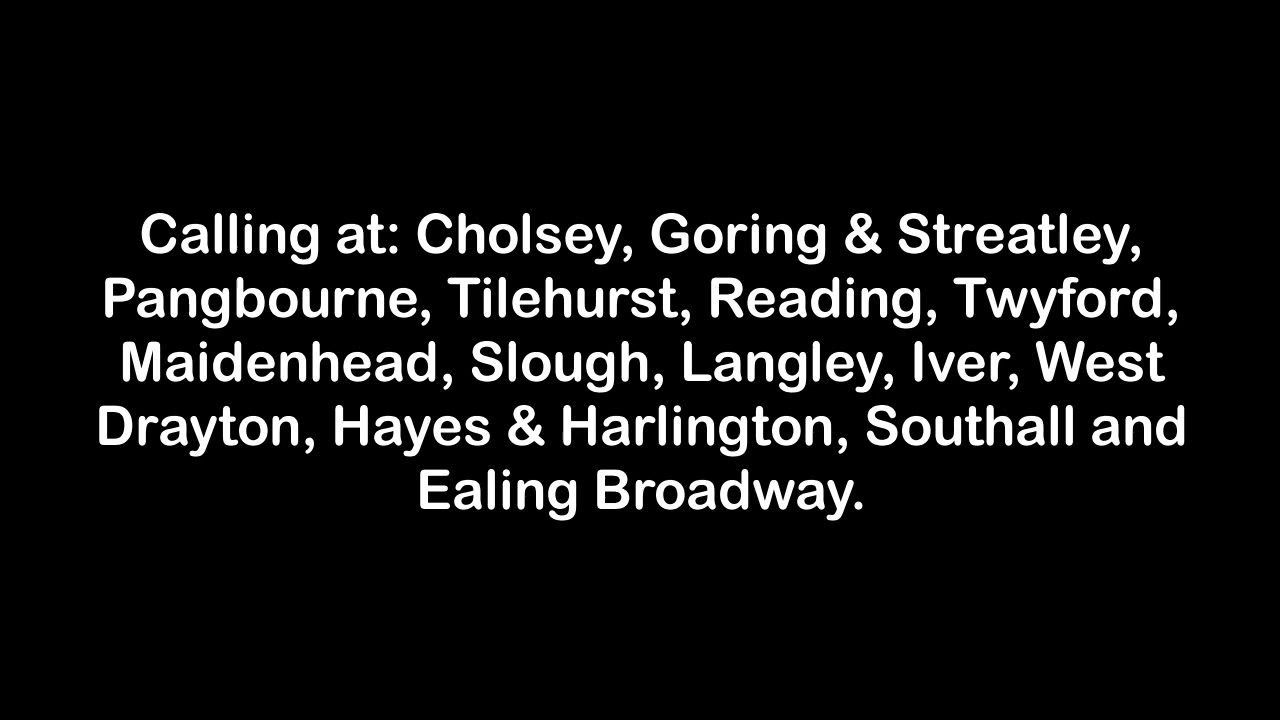 Calling at: Cholsey, Goring & Streatley,
Pangbourne, Tilehurst, Reading, Twyford,
Maidenhead, Slough, Langley, Iver, West
Drayton, Hayes & Harlington, Southall and
Ealing Broadway.